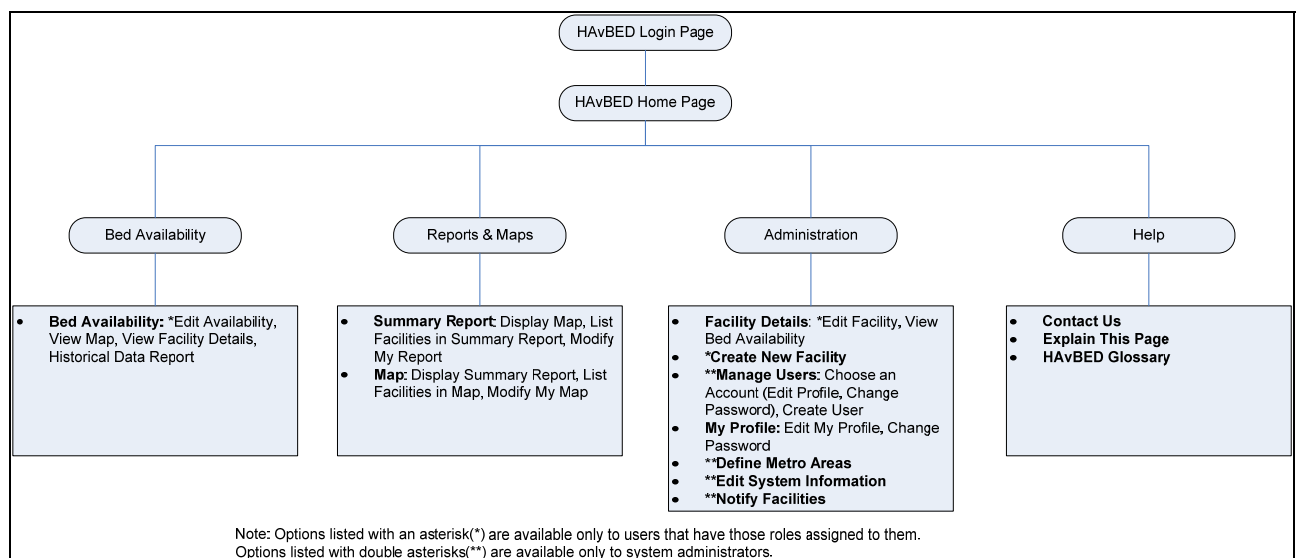 HAvBED Login Page
HAvBED Home Page
Bed Availability
• Bed Availability: *Edit Availability,
View Map, View Facility Details,
Historical Data Report
Reports & Maps
• Summary Report: Display Map, List
Facilities in Summary Report, Modify
My Report
• Map: Display Summary Report, List
Facilities in Map, Modify My Map
Administration
• Facility Details: *Edit Facility, View
Bed Availability
• *Create New Facility
• **Manage Users: Choose an
Account (Edit Profile, Change
Password), Create User
• My Profile: Edit My Profile, Change
Password
• **Define Metro Areas
• **Edit System Information
• **Notify Facilities
Help
• Contact Us
• Explain This Page
• HAvBED Glossary
Note: Options listed with an asterisk(*) are available only to users that have those roles assigned to them.
Options listed with double asterisks(**) are available only to system administrators.